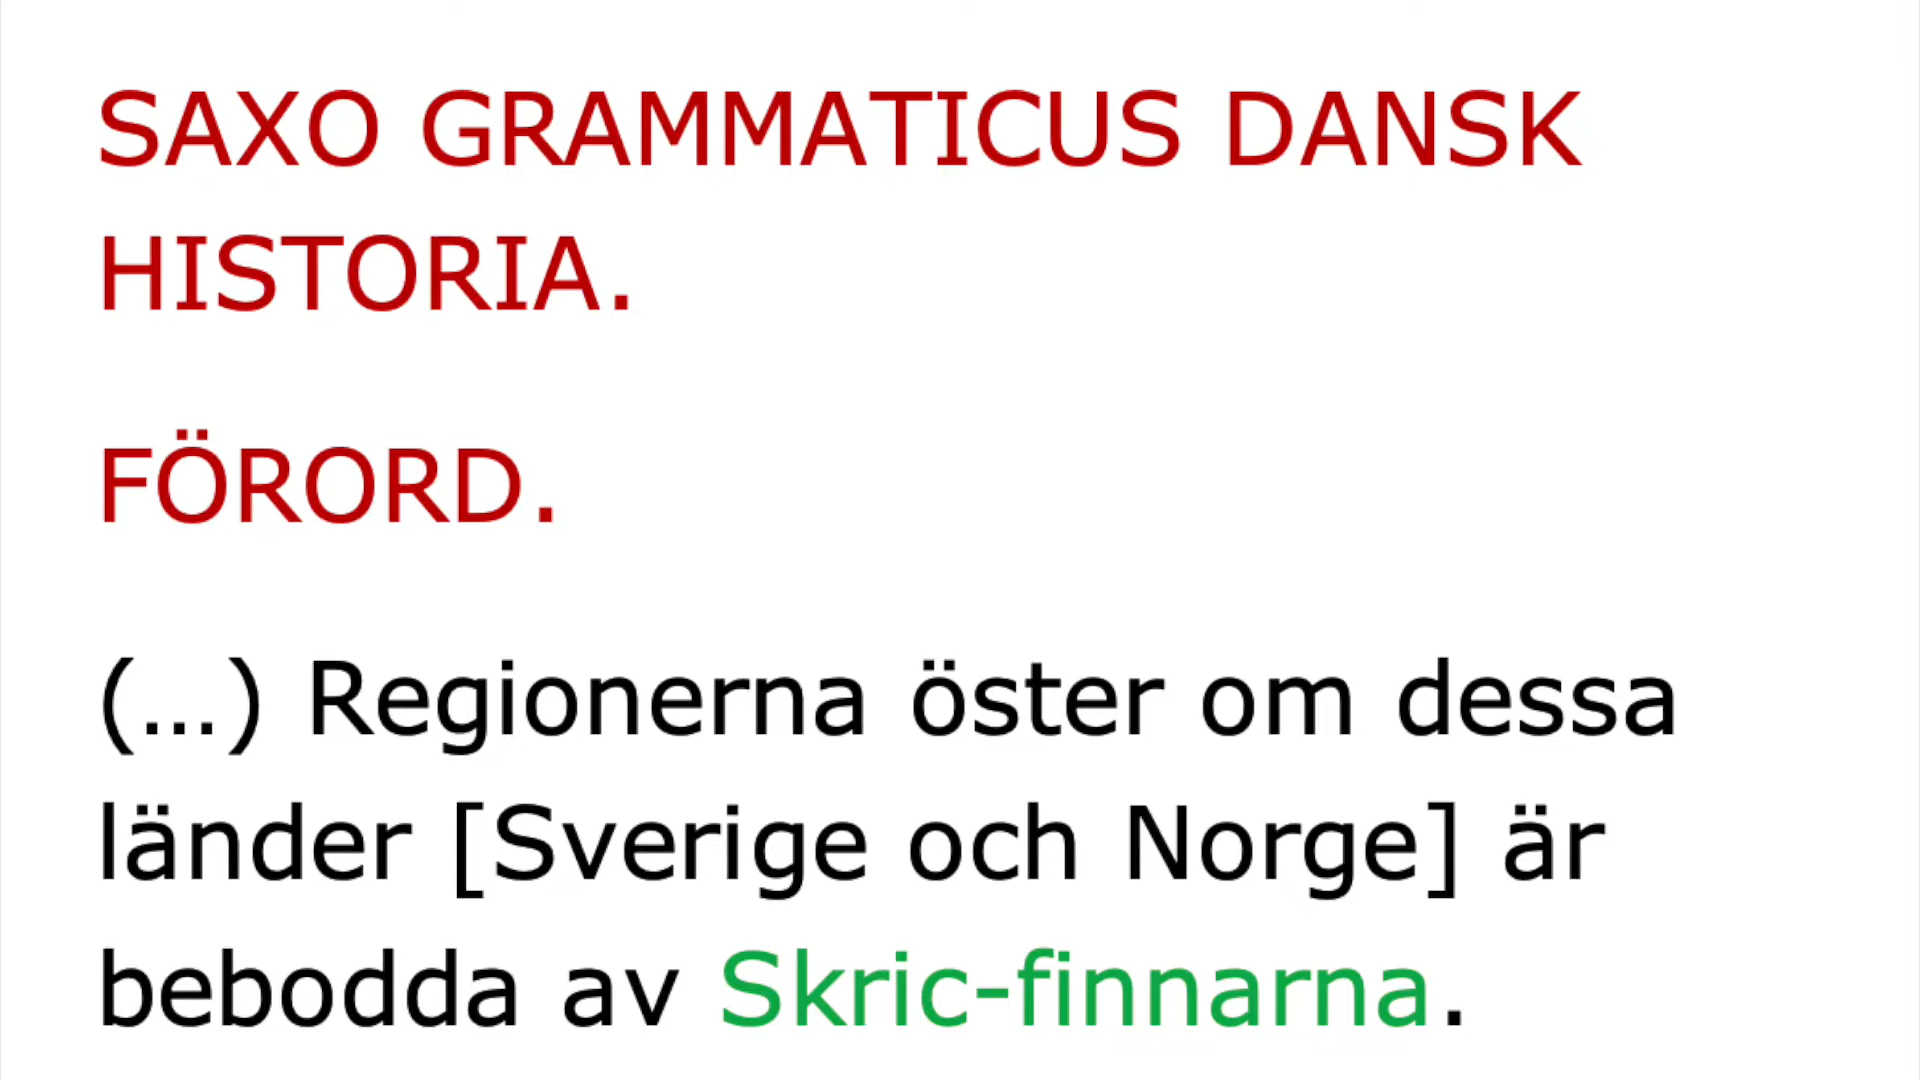 SAXO GRAMMATICUS DANSK
HISTORIA.
FÖRORD.
(…) Regionerna öster om dessa
länder [Sverige och Norge] är
bebodda av Skric-finnarna.